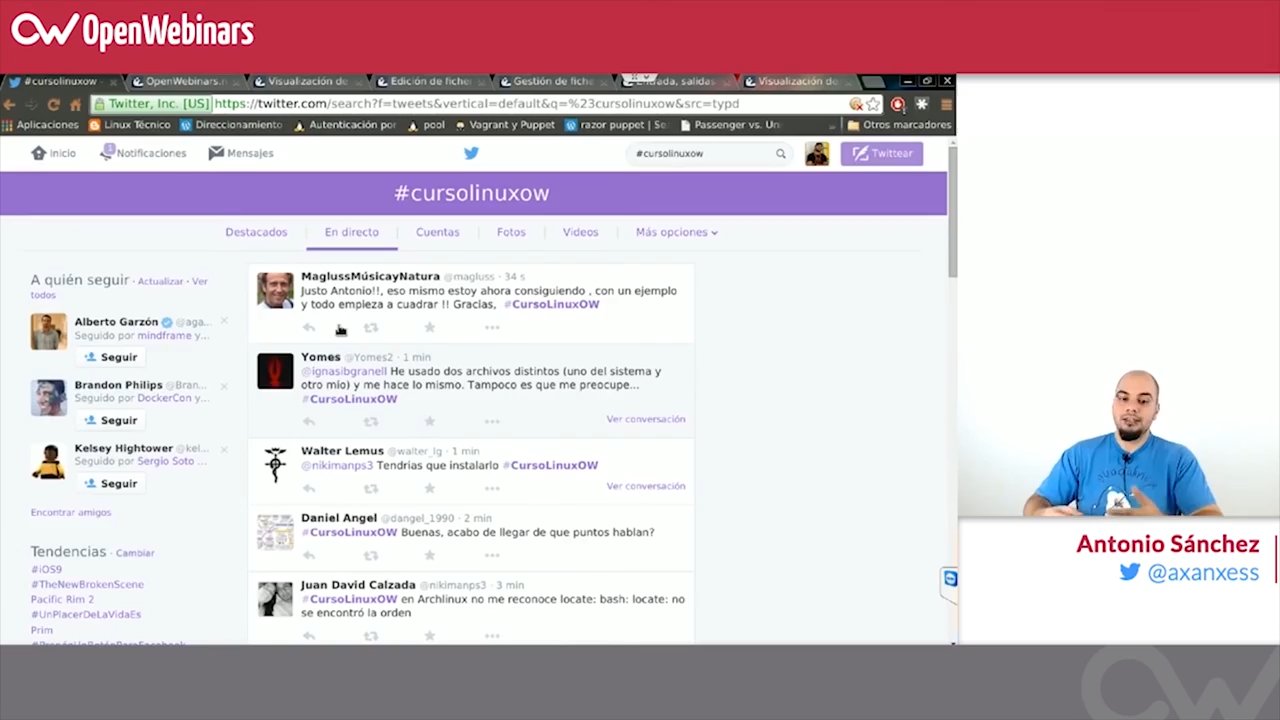 OpenWebinars
#cursolinuxow
OpenWebinars.n
Visualización de
Edición de ficher
Gestión de fiche
Entrada, salidas
Visualización de
Twitter, Inc. [US] https://twitter.com/search?f=tweets&vertical=default&q=%23cursolinuxow&src=typd
Aplicaciones
Linux Técnico
Direccionamiento
Autenticación por
pool
Vagrant y Puppet
razor puppet | Se
Passenger vs. Un
Otros marcadores
Inicio
Notificaciones
Mensajes
#cursolinuxow
Twittear
#cursolinuxow
Destacados
En directo
Cuentas
Fotos
Videos
Más opciones
A quién seguir · Actualizar · Ver
todos
Alberto Garzón @aga...
Seguido por mindframe y...
Seguir
Brandon Philips @Bran...
Seguido por DockerCon y...
Seguir
Kelsey Hightower @kel...
Seguido por Sergio Soto ...
Seguir
Encontrar amigos
Tendencias · Cambiar
#iOS9
#TheNewBrokenScene
Pacific Rim 2
#UnPlacerDeLaVidaEs
Prim
MaglussMúsicayNatura @magluss · 34 s
Justo Antonio!!, eso mismo estoy ahora consiguiendo , con un ejemplo
y todo empieza a cuadrar !! Gracias, #CursoLinuxOW
Yomes @Yomes2 · 1 min
@ignasibgranell He usado dos archivos distintos (uno del sistema y
otro mío) y me hace lo mismo. Tampoco es que me preocupe...
#CursoLinuxOW
Ver conversación
Walter Lemus @walter_lg · 1 min
@nikimanps3 Tendrias que instalarlo #CursoLinuxOW
Ver conversación
Daniel Angel @dangel_1990 · 2 min
#CursoLinuxOW Buenas, acabo de llegar de que puntos hablan?
Juan David Calzada @nikimanps3 · 3 min
#CursoLinuxOW en Archlinux no me reconoce locate: bash: locate: no
se encontró la orden
Antonio Sánchez
@axanxess